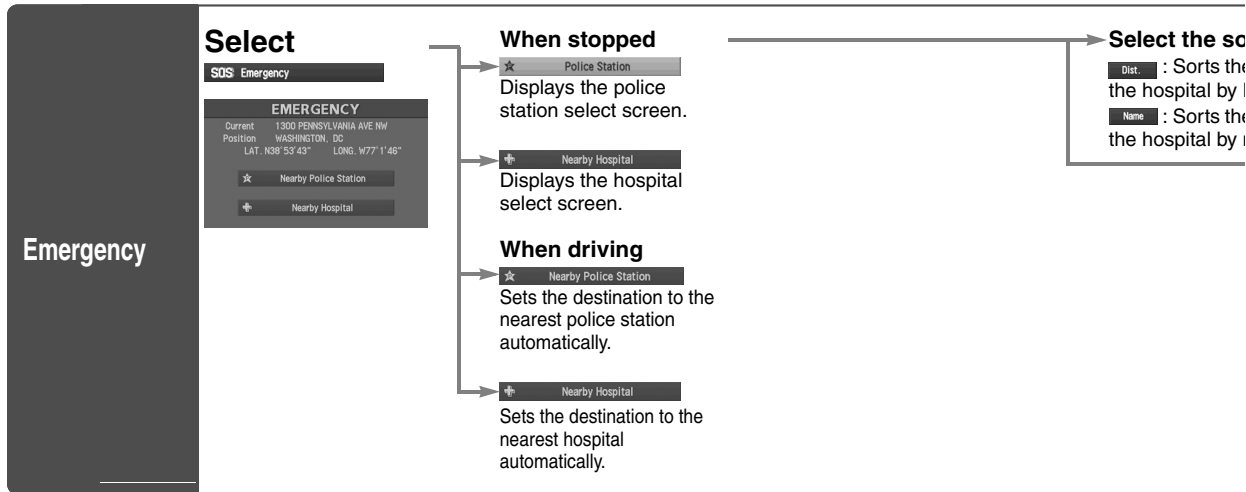 Emergency
Select
SOS Emergency
EMERGENCY
Current 1300 PENNSYLVANIA AVE NW
Position WASHINGTON, DC
LAT. N38°53'43" LONG. W77°1'46"
Nearby Police Station
Nearby Hospital
When stopped
Police Station
Displays the police
station select screen.
Nearby Hospital
Displays the hospital
select screen.
When driving
Nearby Police Station
Sets the destination to the
nearest police station
automatically.
Nearby Hospital
Sets the destination to the
nearest hospital
automatically.
Select the
Dist. : Sorts the
the hospital by
Name : Sorts the
the hospital by